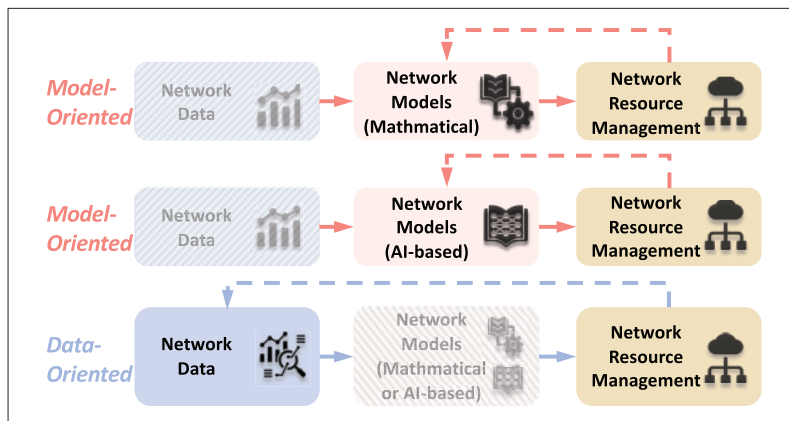 Model-
Oriented
Network
Data
Network
Models
(Mathmatical)
Network
Resource
Management
Model-
Oriented
Network
Data
Network
Models
(AI-based)
Network
Resource
Management
Data-
Oriented
Network
Data
Network
Models
(Mathmatical
or AI-based)
Network
Resource
Management